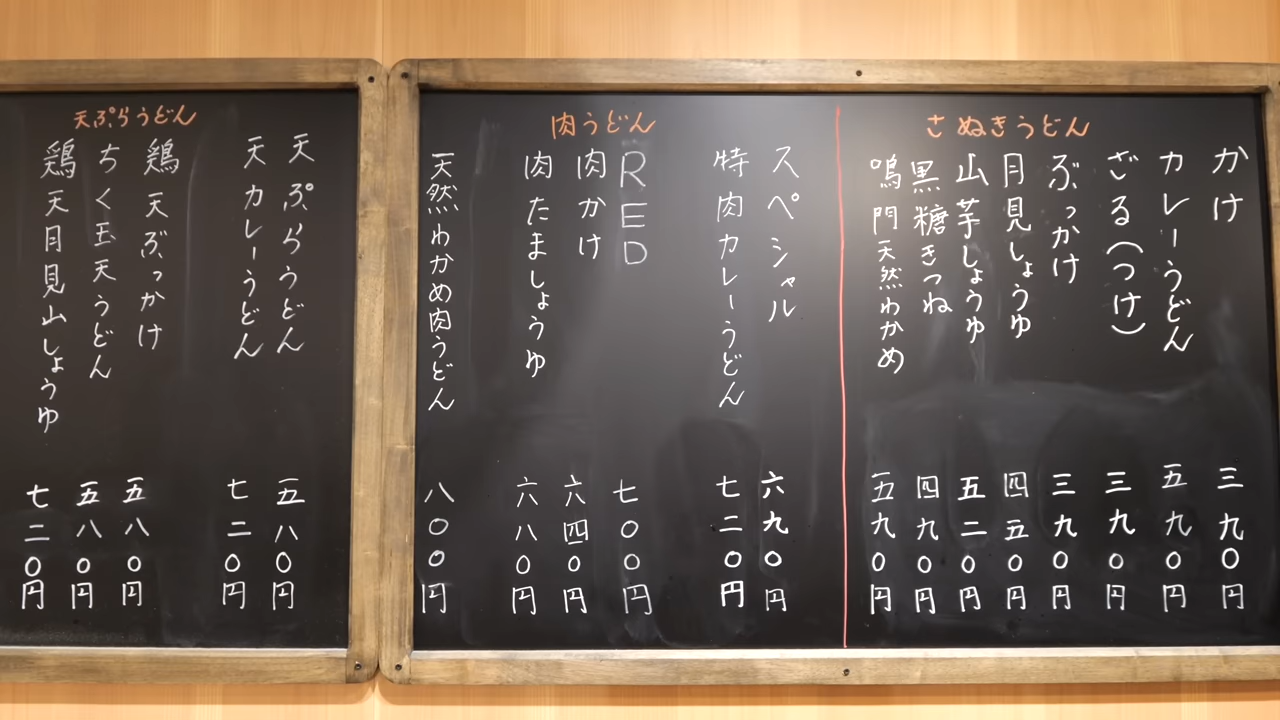 さぬきうどん
かけ 三九〇円
カレーうどん 五九〇円
ざる(つけ) 三九〇円
ぶっかけ 三九〇円
月見しょうゆ 四五〇円
山芋しょうゆ 五二〇円
黒糖きつね 四九〇円
鳴門天然わかめ 五九〇円
肉うどん
スペシャル 六九〇円
特肉カレーうどん 七二〇円
RED 七〇〇円
肉かけ 六四〇円
肉たましょうゆ 六八〇円
天然わかめ肉うどん 八〇〇円
天ぷらうどん
天ぷらうどん 五八〇円
天カレーうどん 七二〇円
鶏天ぶっかけ 五八〇円
ちく玉天うどん 五八〇円
鶏天月見山しょうゆ 七二〇円